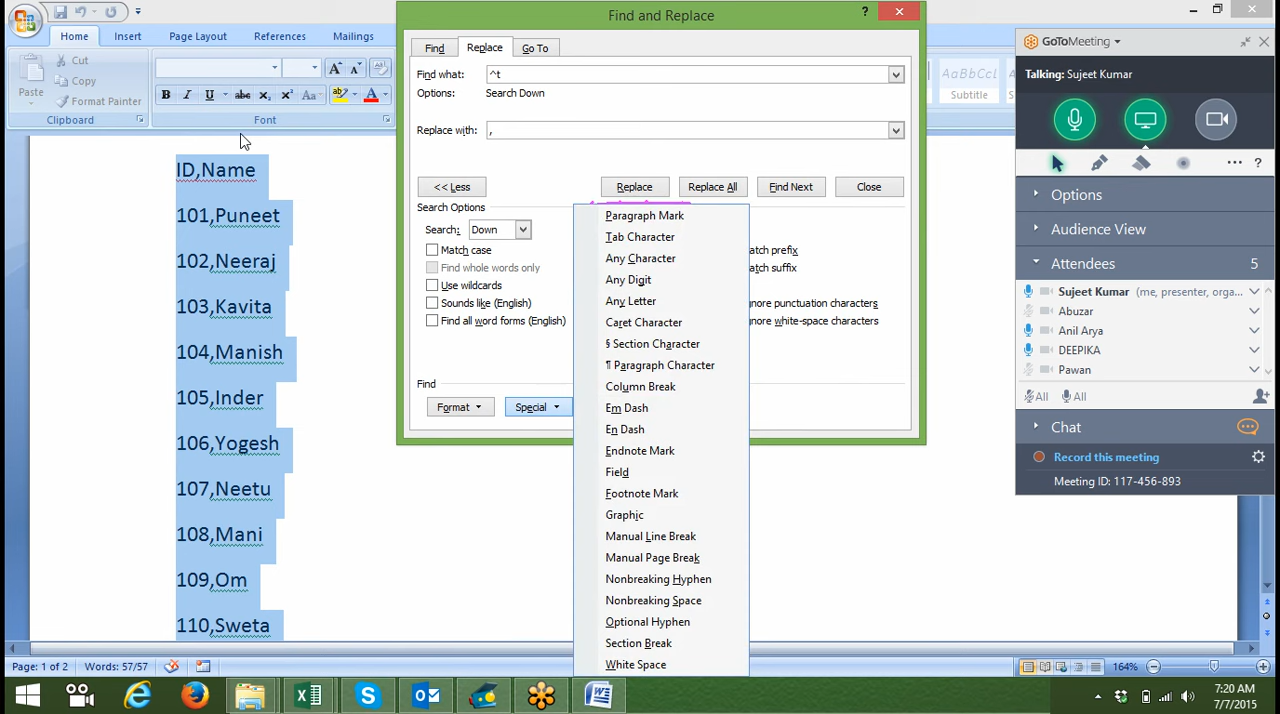 Find and Replace
?
Home Insert Page Layout References Mailings
Paste
Cut
Copy
Format Painter
Clipboard
Font
B I U abc X₂ X² Aa A
AaBbCcL
Subtitle
ID,Name
101,Puneet
102,Neeraj
103,Kavita
104,Manish
105,Inder
106,Yogesh
107,Neetu
108,Mani
109,Om
110,Sweta
Find Replace Go To
Find what: ^t
Options: Search Down
Replace with: ,
<< Less Replace Replace All Find Next Close
Search Options
Search: Down
Match case
Find whole words only
Use wildcards
Sounds like (English)
Find all word forms (English)
atch prefix
atch suffix
nore punctuation characters
nore white-space characters
Find
Format Special
Paragraph Mark
Tab Character
Any Character
Any Digit
Any Letter
Caret Character
§ Section Character
¶ Paragraph Character
Column Break
Em Dash
En Dash
Endnote Mark
Field
Footnote Mark
Graphic
Manual Line Break
Manual Page Break
Nonbreaking Hyphen
Nonbreaking Space
Optional Hyphen
Section Break
White Space
GoToMeeting
Talking: Sujeet Kumar
... ?
Options
Audience View
Attendees 5
Sujeet Kumar (me, presenter, orga...
Abuzar
Anil Arya
DEEPIKA
Pawan
All All
Chat
Record this meeting
Meeting ID: 117-456-893
Page: 1 of 2 Words: 57/57 164%
7:20 AM
7/7/2015